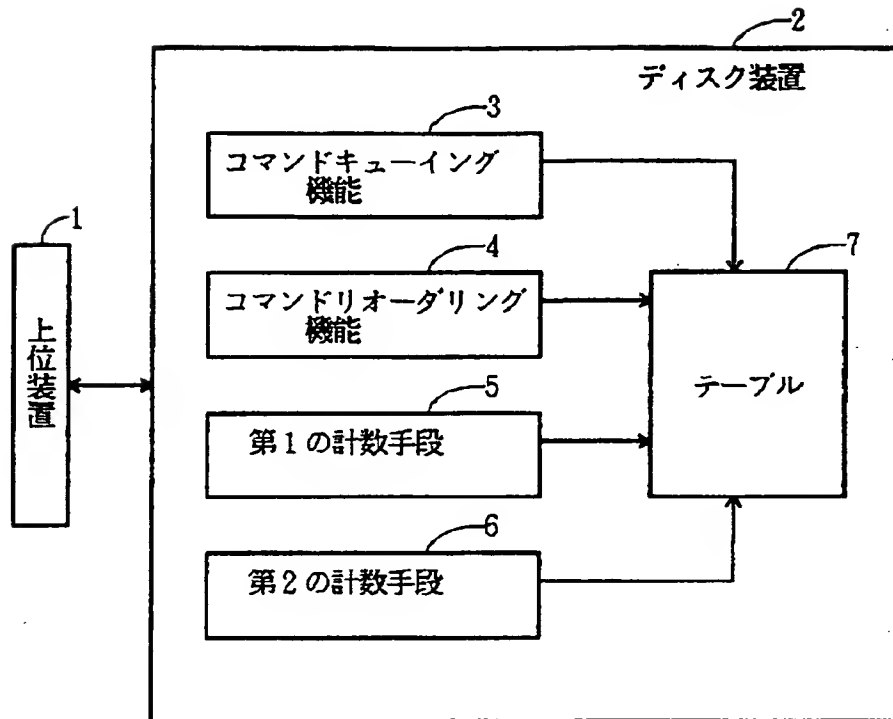 2
ディスク装置
3
コマンドキューイング
機能
1
上位装置
4
コマンドリオーダリング
機能
7
テーブル
5
第1の計数手段
6
第2の計数手段